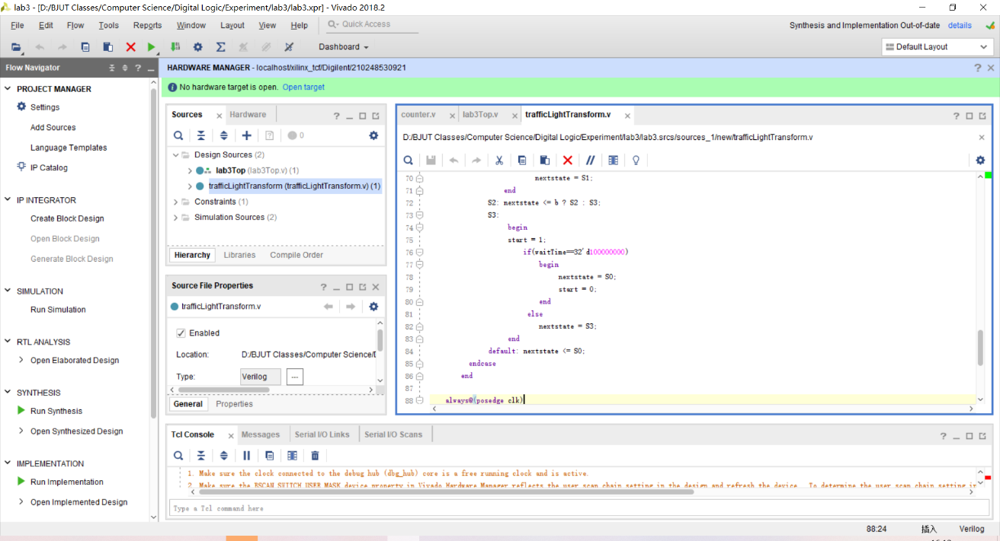 lab3 - [D:/BJUT Classes/Computer Science/Digital Logic/Experiment/lab3/lab3.xpr] - Vivado 2018.2
File Edit Flow Tools Reports Window Layout View Help Quick Access
Synthesis and Implementation Out-of-date details
Dashboard
Default Layout
Flow Navigator
PROJECT MANAGER
Settings
Add Sources
Language Templates
IP Catalog
IP INTEGRATOR
Create Block Design
Open Block Design
Generate Block Design
SIMULATION
Run Simulation
RTL ANALYSIS
Open Elaborated Design
SYNTHESIS
Run Synthesis
Open Synthesized Design
IMPLEMENTATION
Run Implementation
Open Implemented Design
HARDWARE MANAGER - localhost/xilinx_tcf/Digilent/210248530921
No hardware target is open. Open target
Sources Hardware
0
Design Sources (2)
lab3Top (lab3Top.v) (1)
trafficLightTransform (trafficLightTransform.v) (1)
Constraints (1)
Simulation Sources (2)
Hierarchy Libraries Compile Order
Source File Properties
trafficLightTransform.v
Enabled
Location: D:/BJUT Classes/Computer Science/D
Type: Verilog ...
General Properties
counter.v lab3Top.v trafficLightTransform.v
D:/BJUT Classes/Computer Science/Digital Logic/Experiment/lab3/lab3.srcs/sources_1/new/trafficLightTransform.v
70 nextstate = S1;
71 end
72 S2: nextstate <= b ? S2 : S3;
73 S3:
74 begin
75 start = 1;
76 if(waitTime==32'd100000000)
77 begin
78 nextstate = S0;
79 start = 0;
80 end
81 else
82 nextstate = S3;
83 end
84 default: nextstate <= S0;
85 endcase
86 end
87
88 always@(posedge clk)
Tcl Console Messages Serial I/O Links Serial I/O Scans
1. Make sure the clock connected to the debug hub (dbg_hub) core is a free running clock and is active.
2. Make sure the BSCAN_SWITCH_USER_MASK device property in Vivado Hardware Manager reflects the user scan chain setting in the design and refresh the device. To determine the user scan chain setting in
Type a Tcl command here
88:24 插入 Verilog